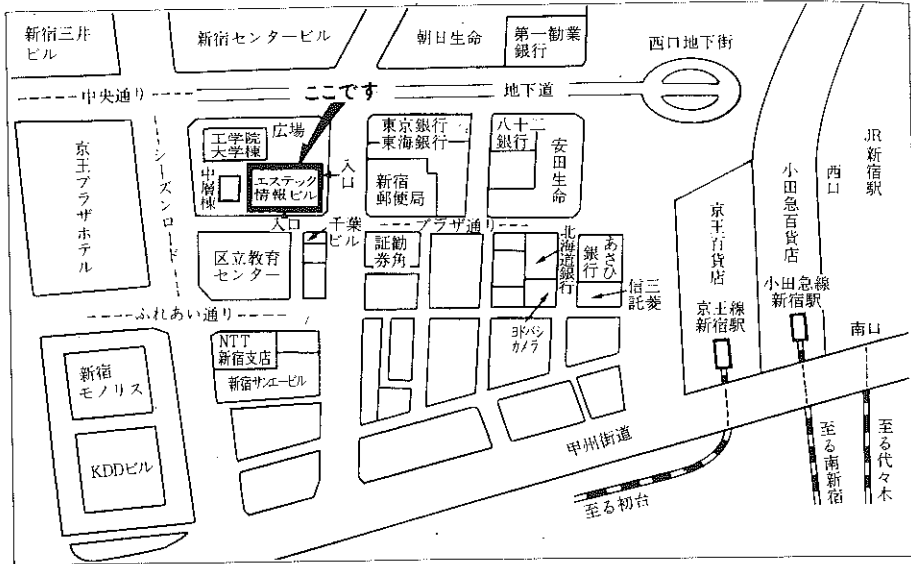 新宿三井
ビル
新宿センタービル
朝日生命
第一勧業
銀行
西口地下街
中央通り
ここです
地下道
JR新宿駅
西口
小田急百貨店
京王百貨店
京王プラザホテル
シーズンロード
工学院
大学棟
広場
中層棟
エステック
情報ビル
入口
入口
東京銀行
東海銀行
新宿
郵便局
八十二
銀行
安田生命
プラザ通り
千葉
ビル
区立教育
センター
証券
勧角
北海道銀行
あさひ
銀行
三菱
信託
ヨドバシ
カメラ
京王線
新宿駅
小田急線
新宿駅
南口
ふれあい通り
NTT
新宿支店
新宿サンエービル
新宿
モノリス
KDDビル
甲州街道
至る初台
至る南新宿
至る代々木